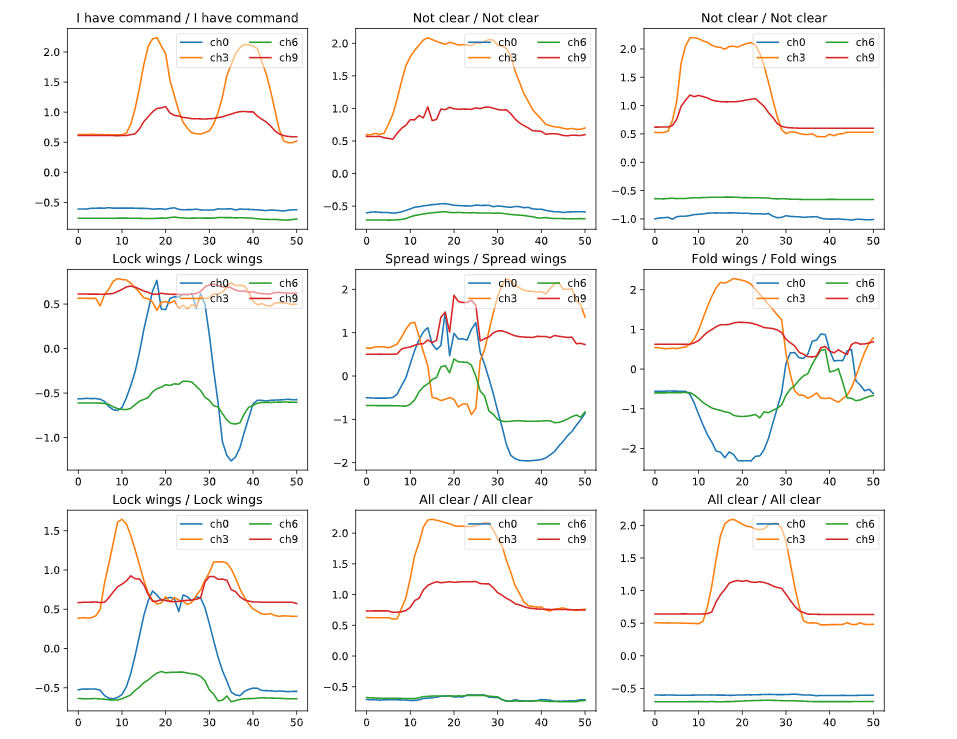 I have command / I have command
Not clear / Not clear
Not clear / Not clear
ch0 ch6
ch3 ch9
ch0 ch6
ch3 ch9
ch0 ch6
ch3 ch9
2.0
1.5
1.0
0.5
0.0
−0.5
2.0
1.5
1.0
0.5
0.0
−0.5
2.0
1.5
1.0
0.5
0.0
−0.5
−1.0
0 10 20 30 40 50
0 10 20 30 40 50
0 10 20 30 40 50
Lock wings / Lock wings
Spread wings / Spread wings
Fold wings / Fold wings
ch0 ch6
ch3 ch9
ch0 ch6
ch3 ch9
ch0 ch6
ch3 ch9
0.5
0.0
−0.5
−1.0
2
1
0
−1
−2
2
1
0
−1
−2
0 10 20 30 40 50
0 10 20 30 40 50
0 10 20 30 40 50
Lock wings / Lock wings
All clear / All clear
All clear / All clear
ch0 ch6
ch3 ch9
ch0 ch6
ch3 ch9
ch0 ch6
ch3 ch9
1.5
1.0
0.5
0.0
−0.5
2.0
1.5
1.0
0.5
0.0
−0.5
2.0
1.5
1.0
0.5
0.0
−0.5
0 10 20 30 40 50
0 10 20 30 40 50
0 10 20 30 40 50